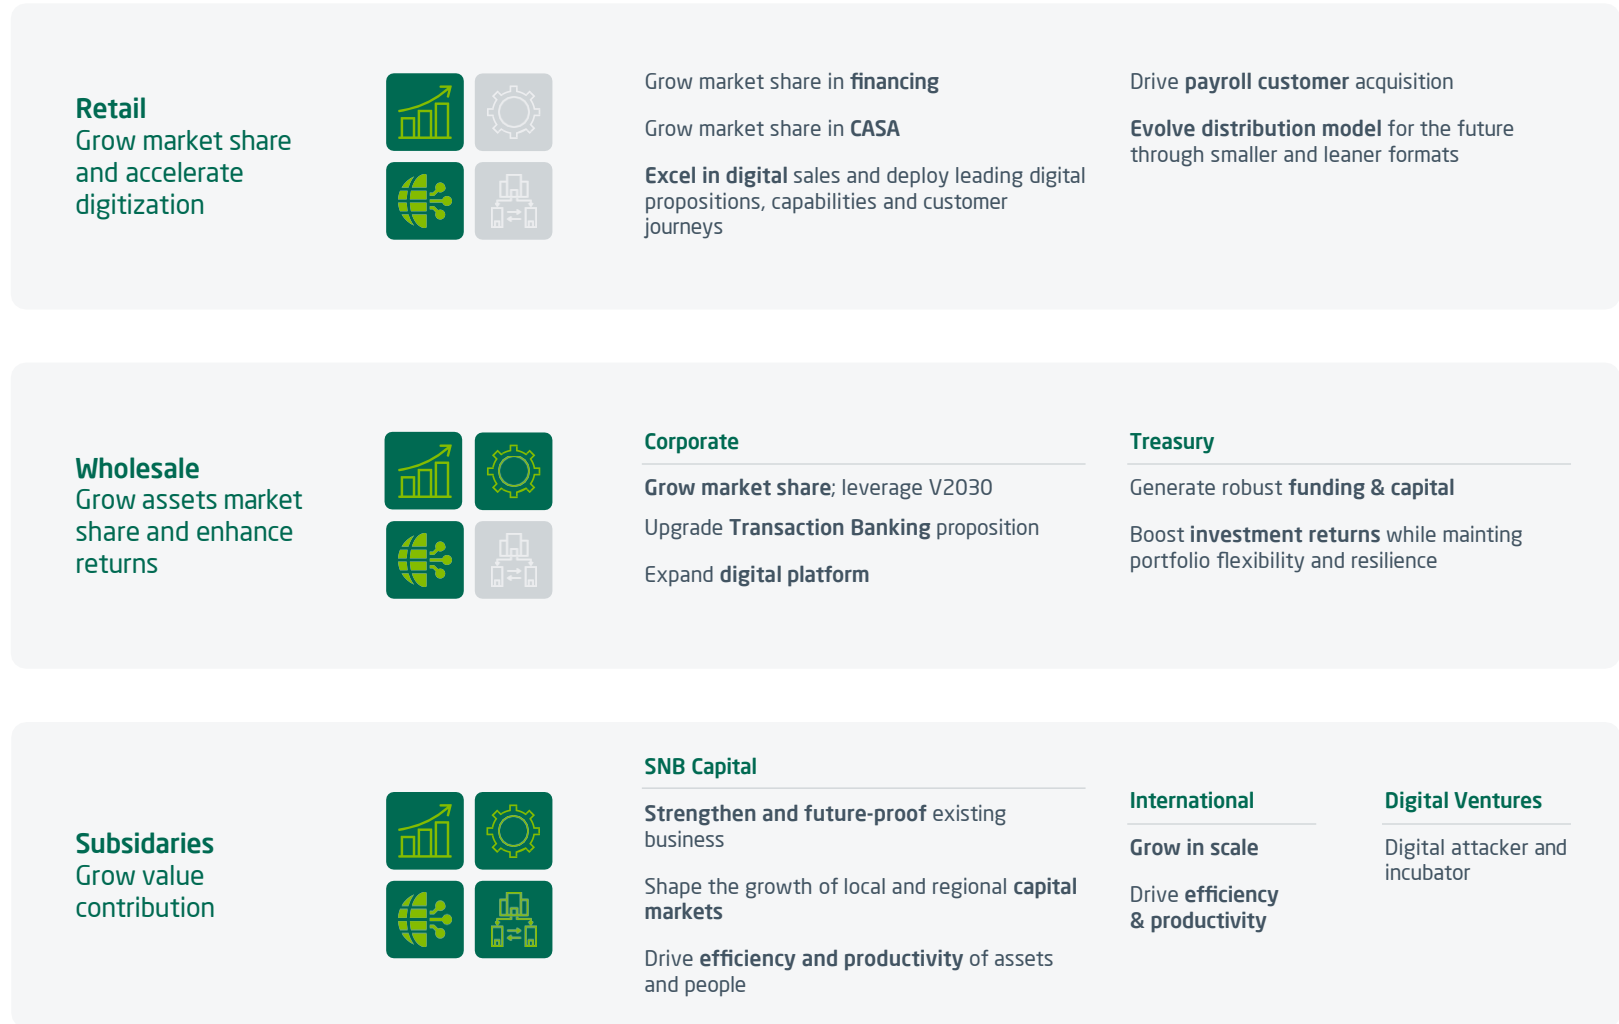 Retail
Grow market share
and accelerate
digitization
Grow market share in financing
Grow market share in CASA
Excel in digital sales and deploy leading digital
propositions, capabilities and customer
journeys
Drive payroll customer acquisition
Evolve distribution model for the future
through smaller and leaner formats
Wholesale
Grow assets market
share and enhance
returns
Corporate
Grow market share; leverage V2030
Upgrade Transaction Banking proposition
Expand digital platform
Treasury
Generate robust funding & capital
Boost investment returns while mainting
portfolio flexibility and resilience
Subsidaries
Grow value
contribution
SNB Capital
Strengthen and future-proof existing
business
Shape the growth of local and regional capital
markets
Drive efficiency and productivity of assets
and people
International
Grow in scale
Drive efficiency
& productivity
Digital Ventures
Digital attacker and
incubator